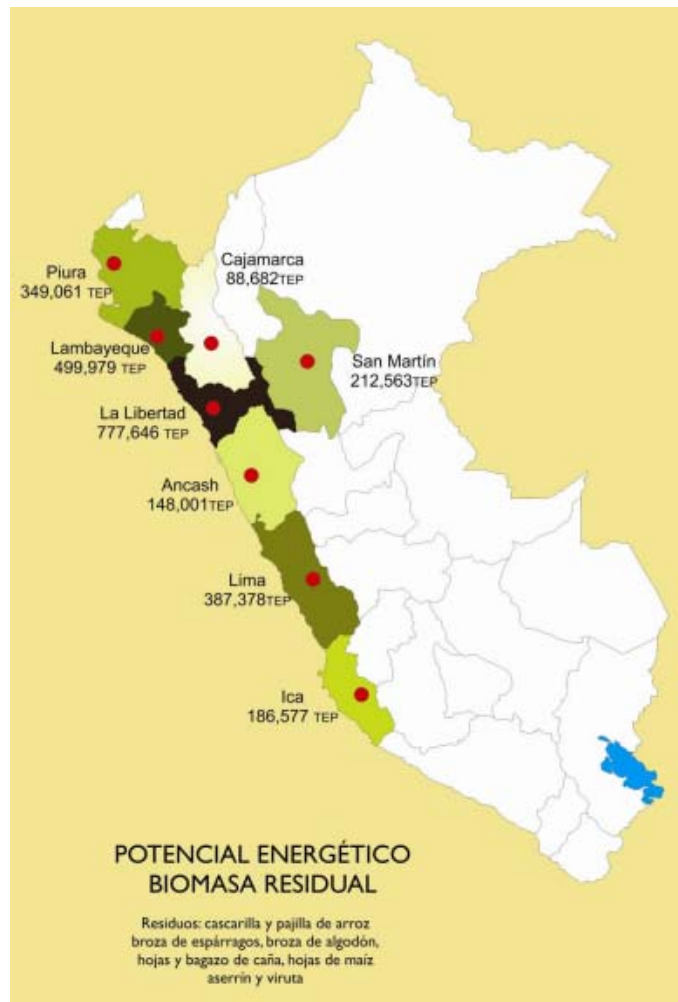 Cajamarca
88,682TEP
Piura
349,061 TEP
Lambayeque
499,979 TEP
San Martín
212,563TEP
La Libertad
777,646 TEP
Ancash
148,001TEP
Lima
387,378TEP
Ica
186,577 TEP
POTENCIAL ENERGÉTICO
BIOMASA RESIDUAL
Residuos: cascarilla y pajilla de arroz
broza de espárragos, broza de algodón,
hojas y bagazo de caña, hojas de maíz
aserrín y viruta